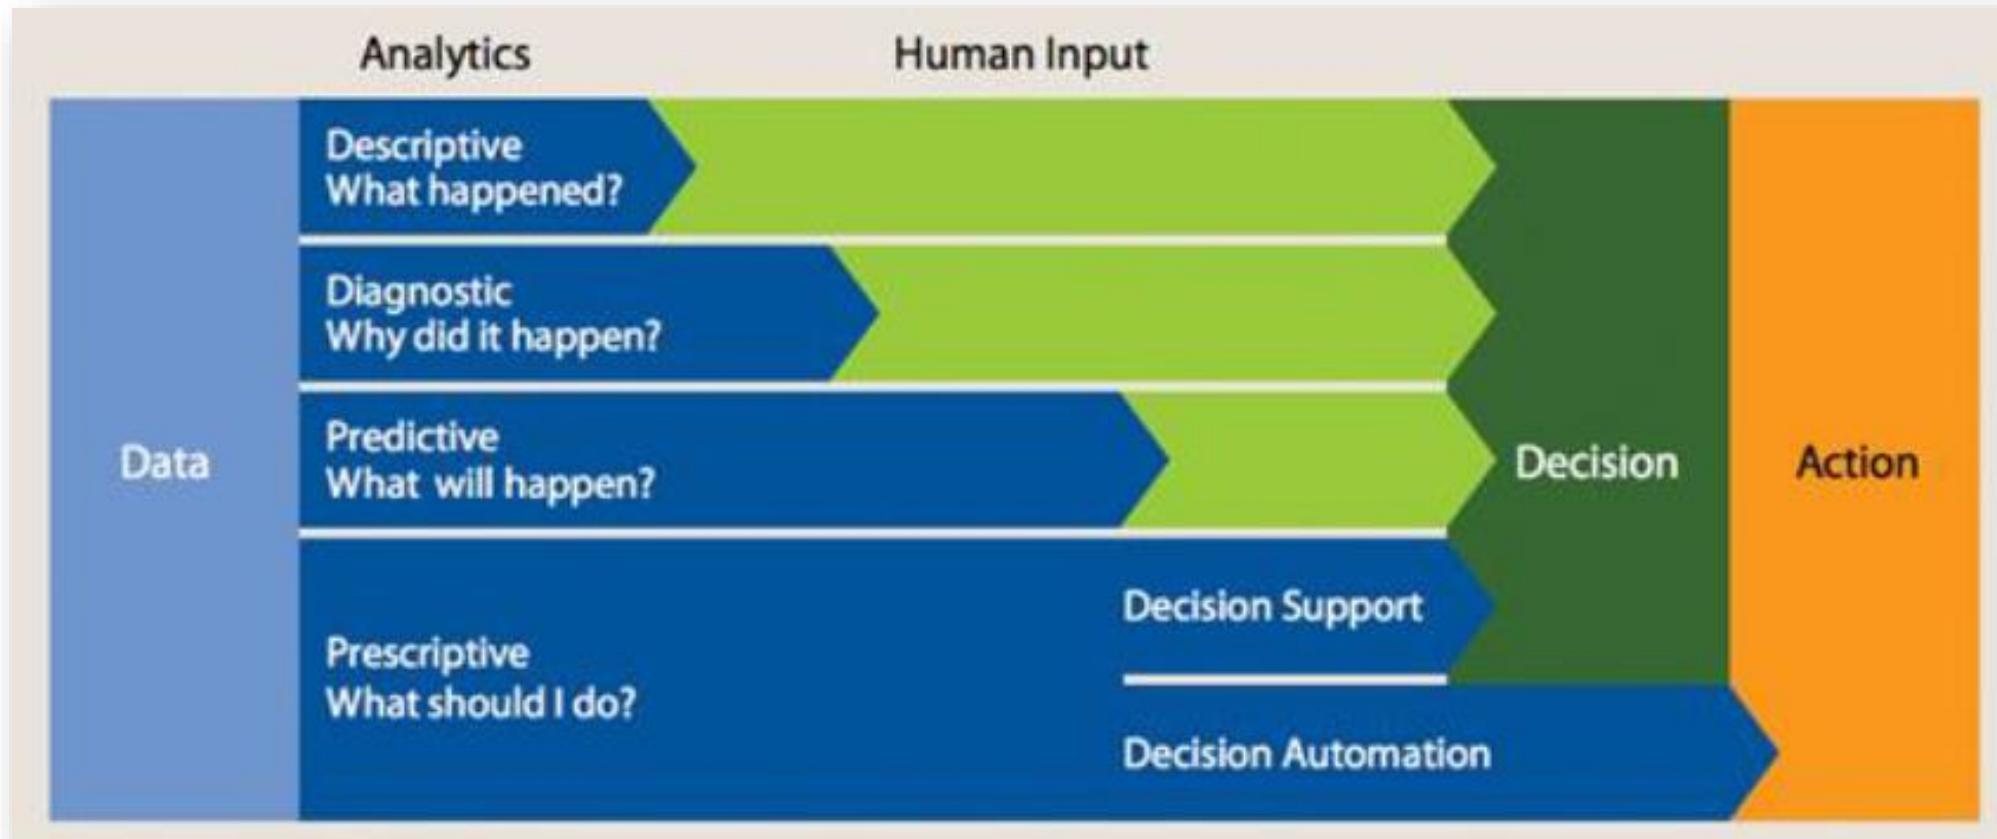 Analytics
Human Input
Data
Descriptive
What happened?
Diagnostic
Why did it happen?
Predictive
What will happen?
Prescriptive
What should I do?
Decision Support
Decision Automation
Decision
Action